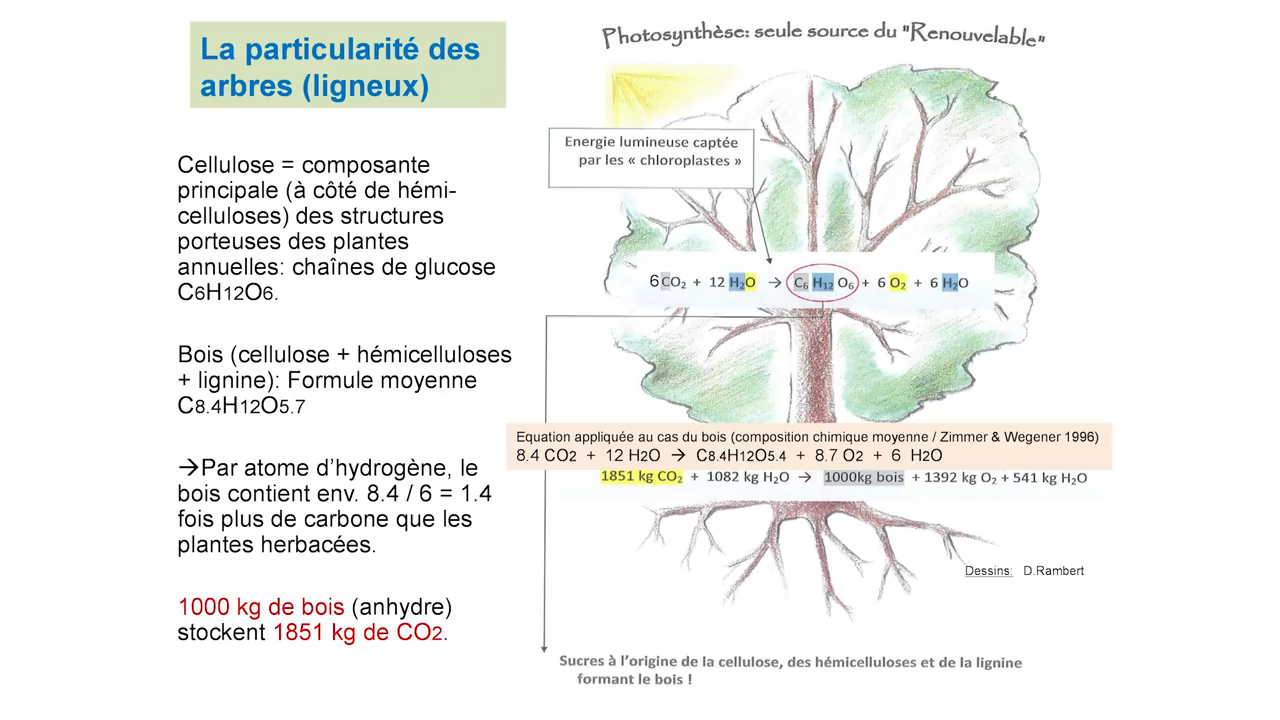 La particularité des
arbres (ligneux)
Cellulose = composante
principale (à côté de hémi-
celluloses) des structures
porteuses des plantes
annuelles: chaînes de glucose
C6H12O6.
Bois (cellulose + hémicelluloses
+ lignine): Formule moyenne
C8.4H12O5.7
→Par atome d’hydrogène, le
bois contient env. 8.4 / 6 = 1.4
fois plus de carbone que les
plantes herbacées.
1000 kg de bois (anhydre)
stockent 1851 kg de CO2.
Photosynthèse: seule source du "Renouvelable"
Energie lumineuse captée
par les « chloroplastes »
6CO₂ + 12 H₂O → C₆ H₁₂ O₆ + 6 O₂ + 6 H₂O
Equation appliquée au cas du bois (composition chimique moyenne / Zimmer & Wegener 1996)
8.4 CO2 + 12 H2O → C8.4H12O5.4 + 8.7 O2 + 6 H2O
1851 kg CO₂ + 1082 kg H₂O → 1000kg bois + 1392 kg O₂ + 541 kg H₂O
Dessins: D.Rambert
Sucres à l’origine de la cellulose, des hémicelluloses et de la lignine
formant le bois !